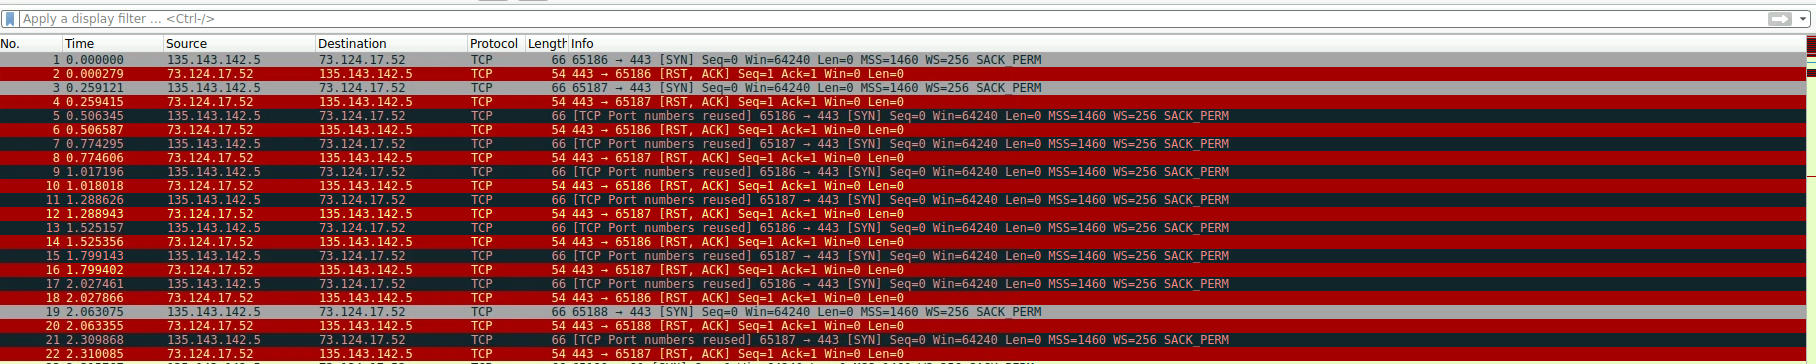 Apply a display filter ... <Ctrl-/>
No. Time Source Destination Protocol Length Info
1 0.000000 135.143.142.5 73.124.17.52 TCP 66 65186 → 443 [SYN] Seq=0 Win=64240 Len=0 MSS=1460 WS=256 SACK_PERM
2 0.000279 73.124.17.52 135.143.142.5 TCP 54 443 → 65186 [RST, ACK] Seq=1 Ack=1 Win=0 Len=0
3 0.259121 135.143.142.5 73.124.17.52 TCP 66 65187 → 443 [SYN] Seq=0 Win=64240 Len=0 MSS=1460 WS=256 SACK_PERM
4 0.259415 73.124.17.52 135.143.142.5 TCP 54 443 → 65187 [RST, ACK] Seq=1 Ack=1 Win=0 Len=0
5 0.506345 135.143.142.5 73.124.17.52 TCP 66 [TCP Port numbers reused] 65186 → 443 [SYN] Seq=0 Win=64240 Len=0 MSS=1460 WS=256 SACK_PERM
6 0.506587 73.124.17.52 135.143.142.5 TCP 54 443 → 65186 [RST, ACK] Seq=1 Ack=1 Win=0 Len=0
7 0.774295 135.143.142.5 73.124.17.52 TCP 66 [TCP Port numbers reused] 65187 → 443 [SYN] Seq=0 Win=64240 Len=0 MSS=1460 WS=256 SACK_PERM
8 0.774606 73.124.17.52 135.143.142.5 TCP 54 443 → 65187 [RST, ACK] Seq=1 Ack=1 Win=0 Len=0
9 1.017196 135.143.142.5 73.124.17.52 TCP 66 [TCP Port numbers reused] 65186 → 443 [SYN] Seq=0 Win=64240 Len=0 MSS=1460 WS=256 SACK_PERM
10 1.018018 73.124.17.52 135.143.142.5 TCP 54 443 → 65186 [RST, ACK] Seq=1 Ack=1 Win=0 Len=0
11 1.288626 135.143.142.5 73.124.17.52 TCP 66 [TCP Port numbers reused] 65187 → 443 [SYN] Seq=0 Win=64240 Len=0 MSS=1460 WS=256 SACK_PERM
12 1.288943 73.124.17.52 135.143.142.5 TCP 54 443 → 65187 [RST, ACK] Seq=1 Ack=1 Win=0 Len=0
13 1.525157 135.143.142.5 73.124.17.52 TCP 66 [TCP Port numbers reused] 65186 → 443 [SYN] Seq=0 Win=64240 Len=0 MSS=1460 WS=256 SACK_PERM
14 1.525356 73.124.17.52 135.143.142.5 TCP 54 443 → 65186 [RST, ACK] Seq=1 Ack=1 Win=0 Len=0
15 1.799143 135.143.142.5 73.124.17.52 TCP 66 [TCP Port numbers reused] 65187 → 443 [SYN] Seq=0 Win=64240 Len=0 MSS=1460 WS=256 SACK_PERM
16 1.799402 73.124.17.52 135.143.142.5 TCP 54 443 → 65187 [RST, ACK] Seq=1 Ack=1 Win=0 Len=0
17 2.027461 135.143.142.5 73.124.17.52 TCP 66 [TCP Port numbers reused] 65186 → 443 [SYN] Seq=0 Win=64240 Len=0 MSS=1460 WS=256 SACK_PERM
18 2.027866 73.124.17.52 135.143.142.5 TCP 54 443 → 65186 [RST, ACK] Seq=1 Ack=1 Win=0 Len=0
19 2.063075 135.143.142.5 73.124.17.52 TCP 66 65188 → 443 [SYN] Seq=0 Win=64240 Len=0 MSS=1460 WS=256 SACK_PERM
20 2.063355 73.124.17.52 135.143.142.5 TCP 54 443 → 65188 [RST, ACK] Seq=1 Ack=1 Win=0 Len=0
21 2.309868 135.143.142.5 73.124.17.52 TCP 66 [TCP Port numbers reused] 65187 → 443 [SYN] Seq=0 Win=64240 Len=0 MSS=1460 WS=256 SACK_PERM
22 2.310085 73.124.17.52 135.143.142.5 TCP 54 443 → 65187 [RST, ACK] Seq=1 Ack=1 Win=0 Len=0